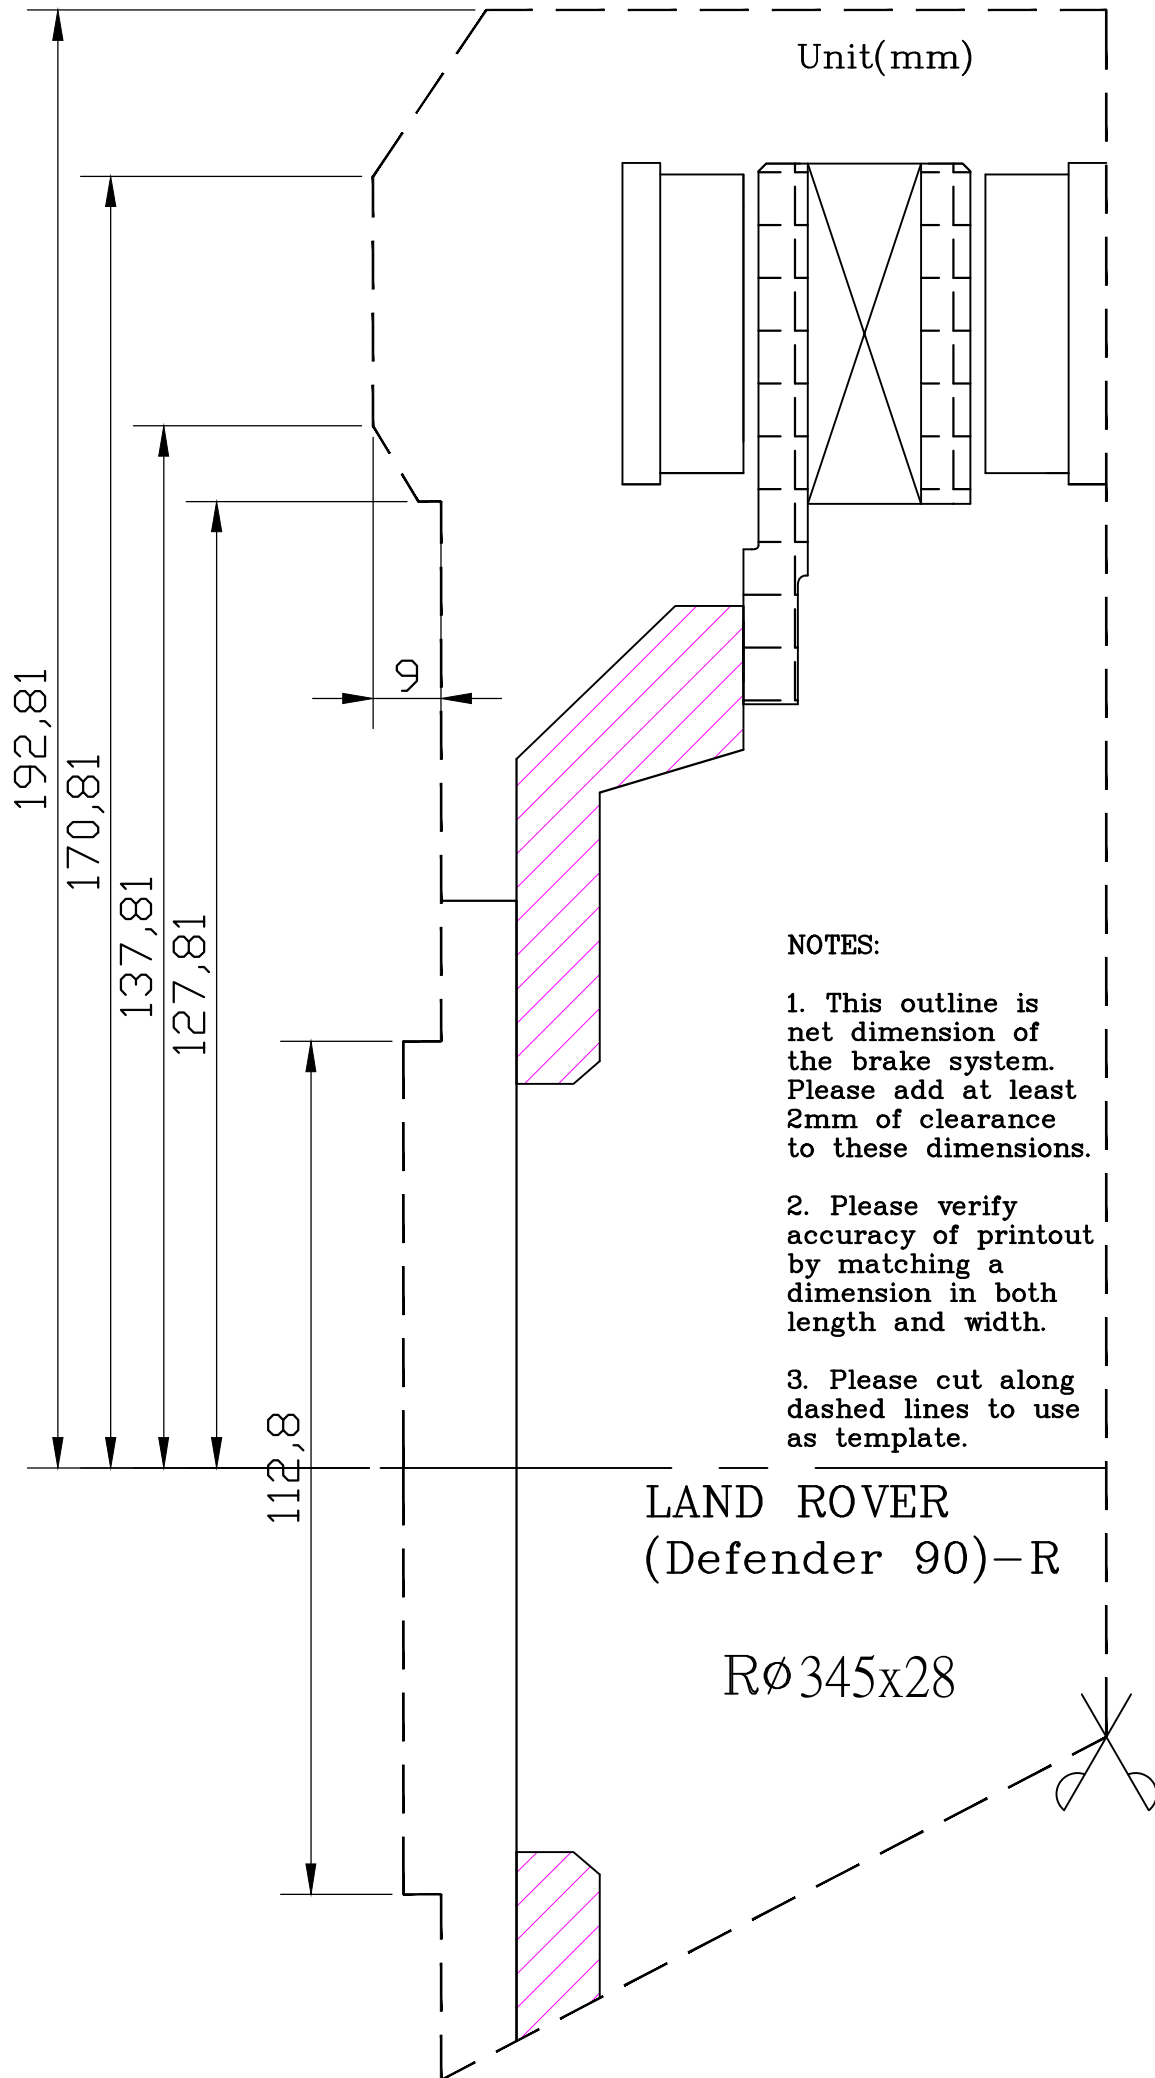 Unit(mm)
192,81
170,81
137,81
127,81
9
112,8
NOTES:
1. This outline is
net dimension of
the brake system.
Please add at least
2mm of clearance
to these dimensions.
2. Please verify
accuracy of printout
by matching a
dimension in both
length and width.
3. Please cut along
dashed lines to use
as template.
LAND ROVER
(Defender 90)-R
RØ345x28